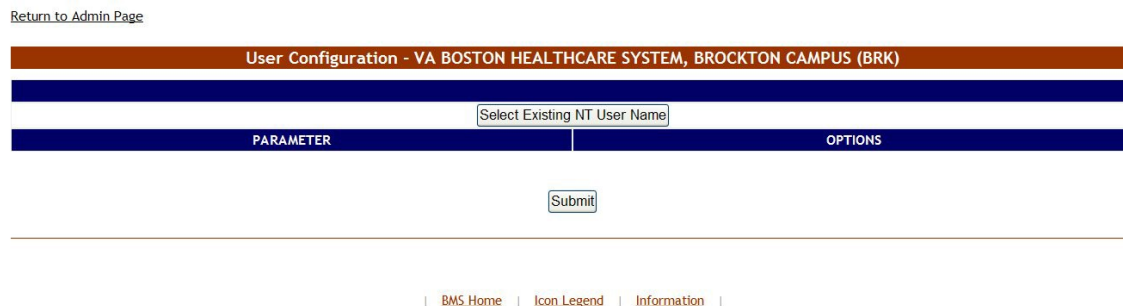 Return to Admin Page
User Configuration - VA BOSTON HEALTHCARE SYSTEM, BROCKTON CAMPUS (BRK)
Select Existing NT User Name
PARAMETER OPTIONS
Submit
| BMS Home | Icon Legend | Information |